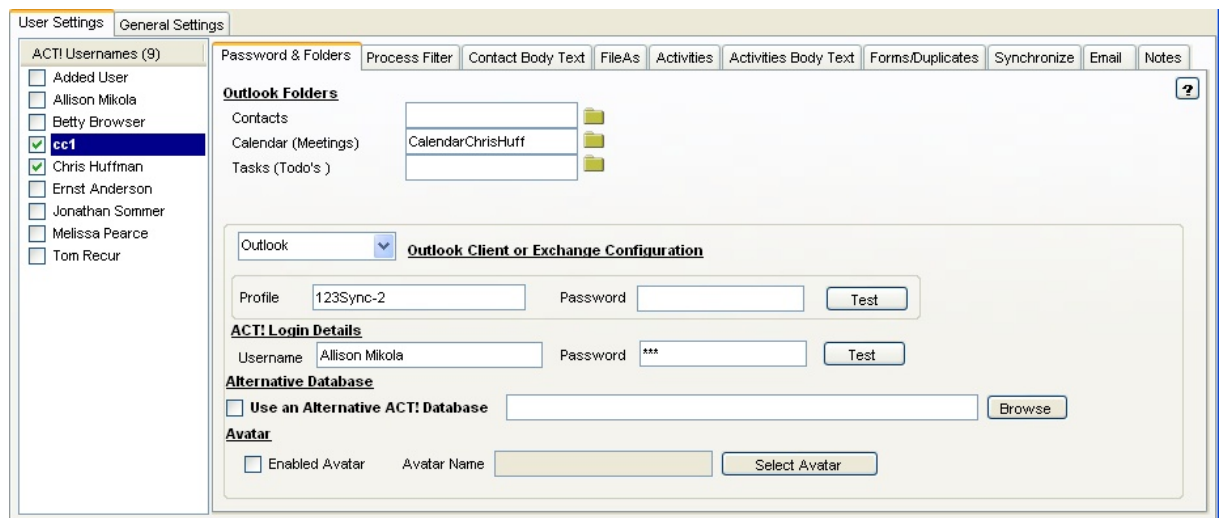 User Settings General Settings
ACT! Usernames (9)
Added User
Allison Mikola
Betty Browser
cc1
Chris Huffman
Ernst Anderson
Jonathan Sommer
Melissa Pearce
Tom Recur
Password & Folders Process Filter Contact Body Text FileAs Activities Activities Body Text Forms/Duplicates Synchronize Email Notes
?
Outlook Folders
Contacts
Calendar (Meetings) CalendarChrisHuff
Tasks (Todo's )
Outlook Outlook Client or Exchange Configuration
Profile 123Sync-2 Password Test
ACT! Login Details
Username Allison Mikola Password *** Test
Alternative Database
Use an Alternative ACT! Database Browse
Avatar
Enabled Avatar Avatar Name Select Avatar